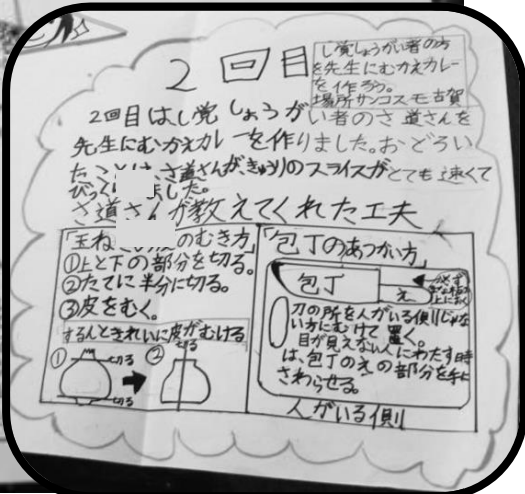 2回目
し覚しょうがい者の方
を先生にむかえカレー
を作ろう。
場所サンコスモ古賀
2回目はし覚しょうがい者のさ道さんを
先生にむかえカレーを作りました。おどろい
たことは、さ道さんがきゅうりのスライスがとても速くて
びっくりました。
さ道さんが教えてくれた工夫
「玉ね のむき方」
①上と下の部分を切る。
②たてに半分に切る。
③皮をむく。
するんときれいに皮がむける
① 切る
切る
② 切る
「包丁のあつかい方」
包丁
え
必ず
上におく
刃の所を人がいる側じゃな
い方にむけて置く。
目が見えない人にわたす時
は、包丁のえの部分を手に
さわらせる。
人がいる側